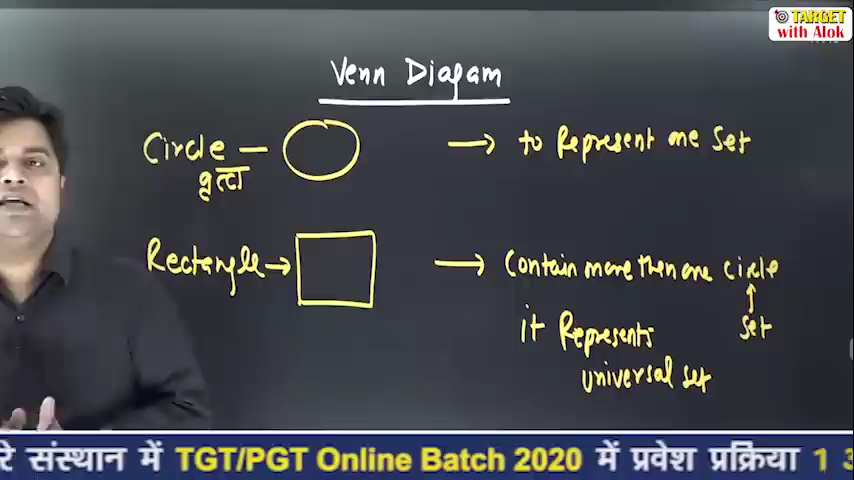 TARGET
with Alok
Venn Diagam
Circle — → to Represent one Set
वृत्त
Rectangle → → Contain more then one circle
it Represents set
universal set
रे संस्थान में TGT/PGT Online Batch 2020 में प्रवेश प्रक्रिया 1